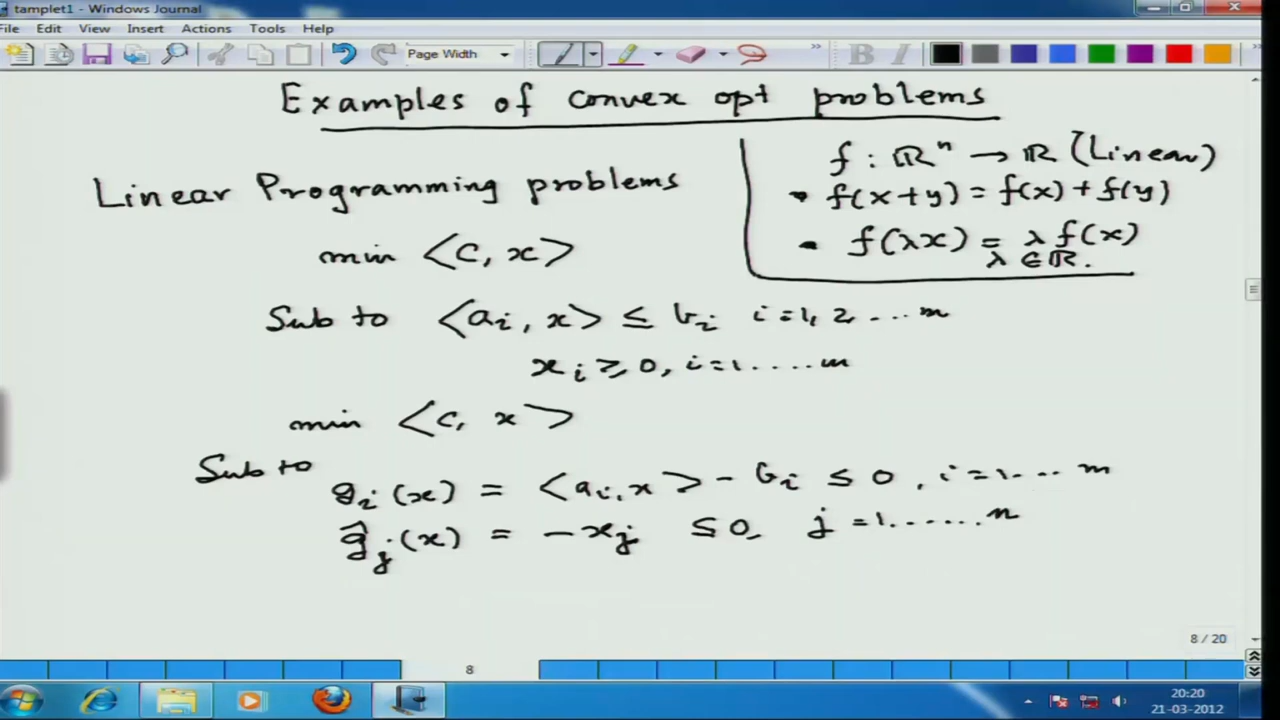 tamplet1 - Windows Journal
File Edit View Insert Actions Tools Help
Page Width
B I
Examples of convex opt problems
f : ℝⁿ → ℝ (Linear)
Linear Programming problems
• f(x+y) = f(x) + f(y)
min <c, x>
• f(λx) = λ f(x)
λ ∈ ℝ.
Sub to <aᵢ, x> ≤ bᵢ i=1, 2, ... m
xᵢ ≥ 0, i=1.....m
min <c, x>
Sub to
gᵢ(x) = <aᵢ, x> - bᵢ ≤ 0, i=1.... m
ĝⱼ(x) = -xⱼ ≤ 0, j=1......n
8 / 20
8
20:20
21-03-2012